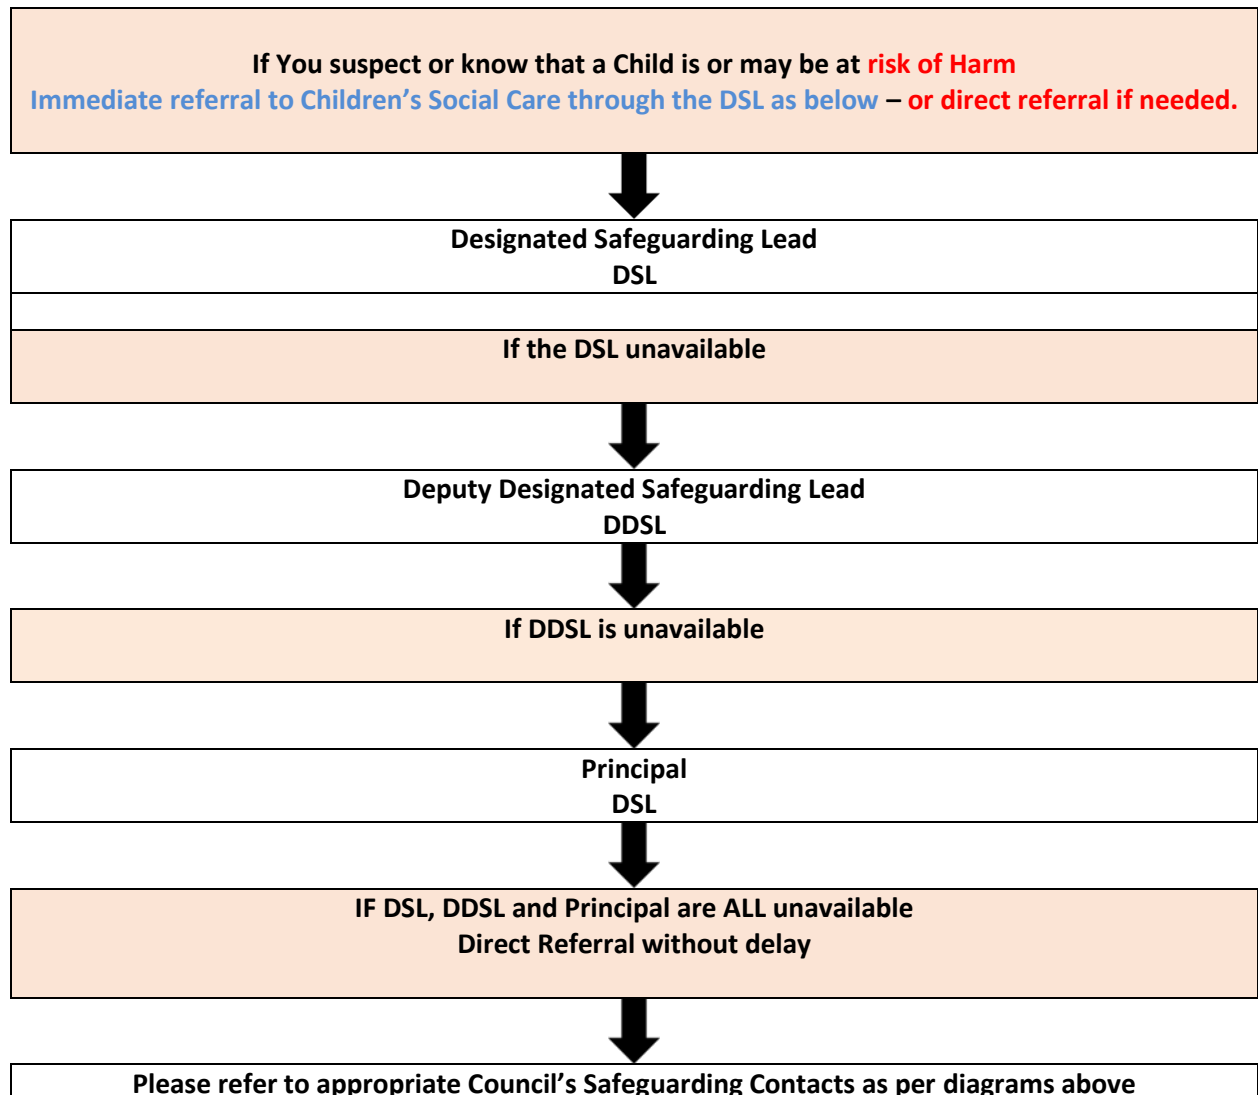 If You suspect or know that a Child is or may be at risk of Harm
Immediate referral to Children’s Social Care through the DSL as below – or direct referral if needed.
Designated Safeguarding Lead
DSL
If the DSL unavailable
Deputy Designated Safeguarding Lead
DDSL
If DDSL is unavailable
Principal
DSL
IF DSL, DDSL and Principal are ALL unavailable
Direct Referral without delay
Please refer to appropriate Council’s Safeguarding Contacts as per diagrams above